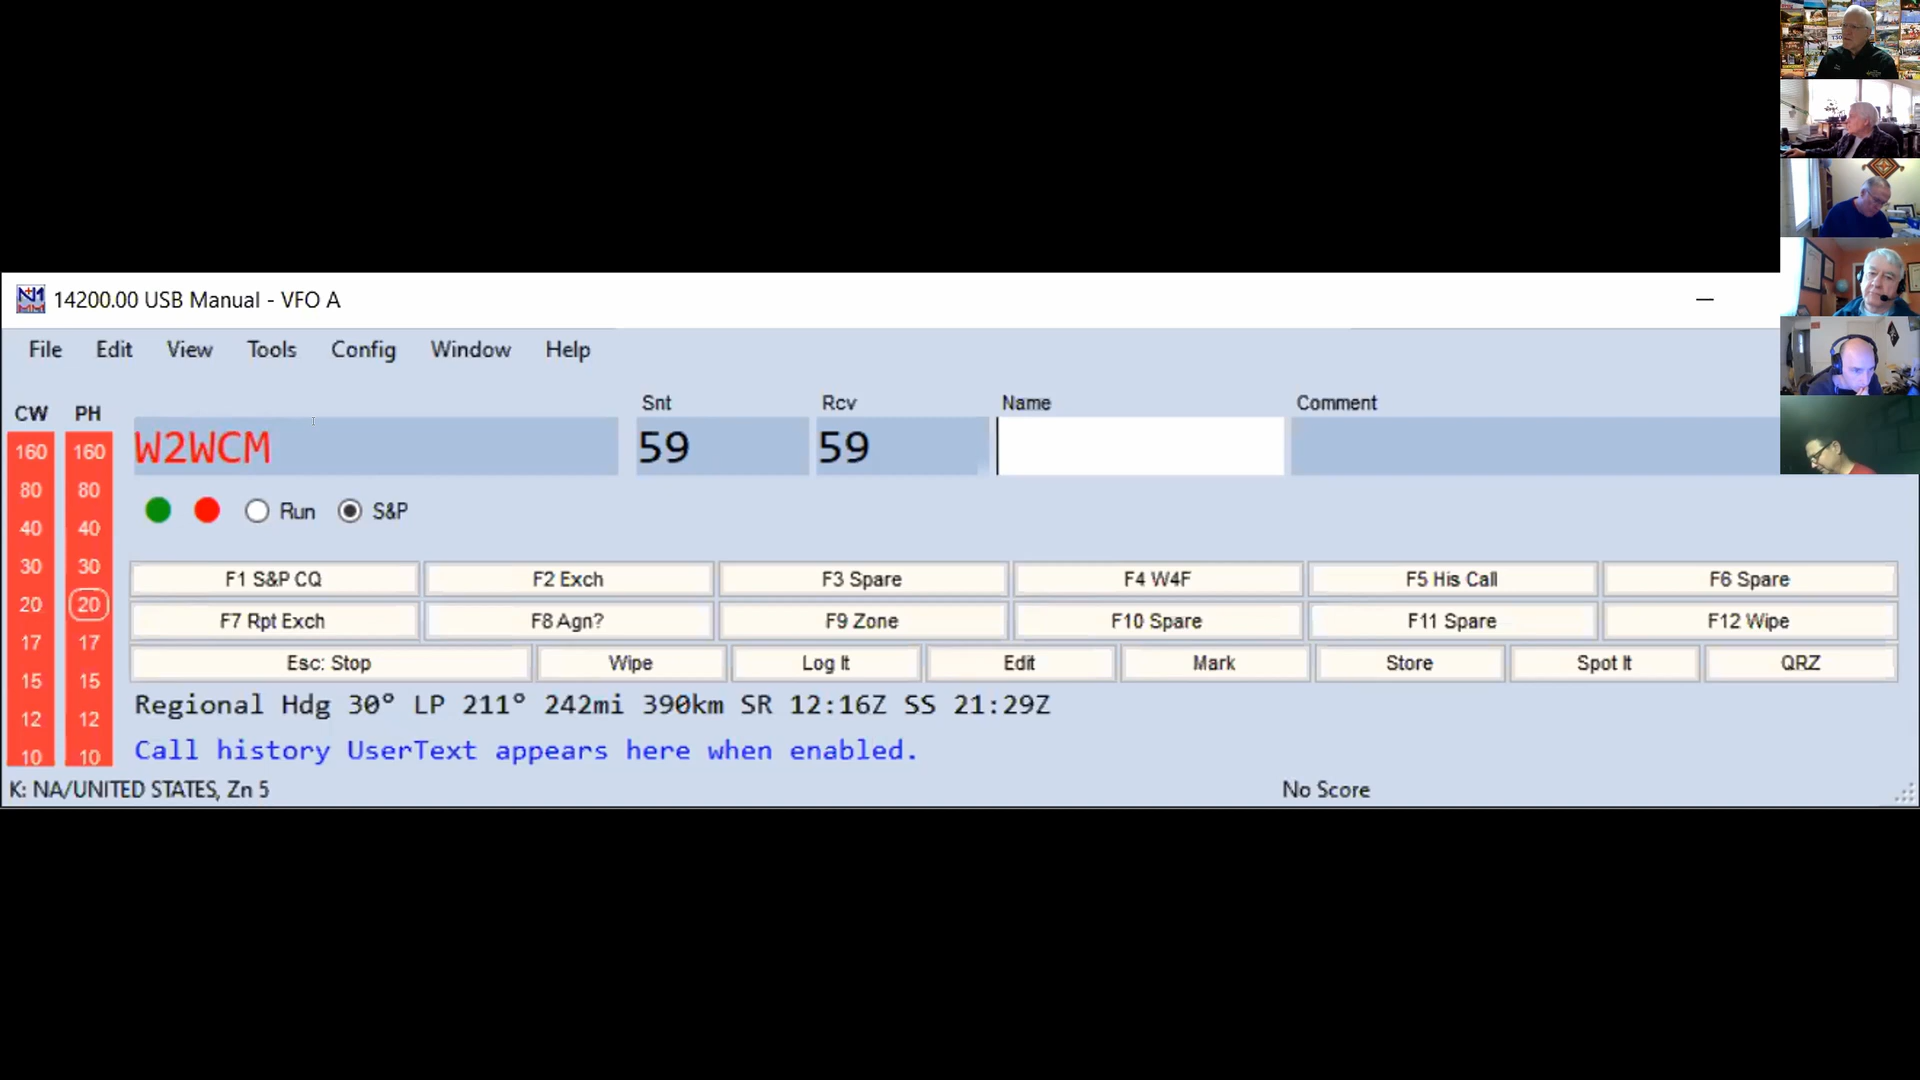 14200.00 USB Manual - VFO A
File Edit View Tools Config Window Help
Snt Rcv Name Comment
CW PH
W2WCM 59 59
160 160
80 80
40 40
30 30
20 20
17 17
15 15
12 12
10 10
Run S&P
F1 S&P CQ F2 Exch F3 Spare F4 W4F F5 His Call F6 Spare
F7 Rpt Exch F8 Agn? F9 Zone F10 Spare F11 Spare F12 Wipe
Esc: Stop Wipe Log It Edit Mark Store Spot It QRZ
Regional Hdg 30° LP 211° 242mi 390km SR 12:16Z SS 21:29Z
Call history UserText appears here when enabled.
K: NA/UNITED STATES, Zn 5 No Score